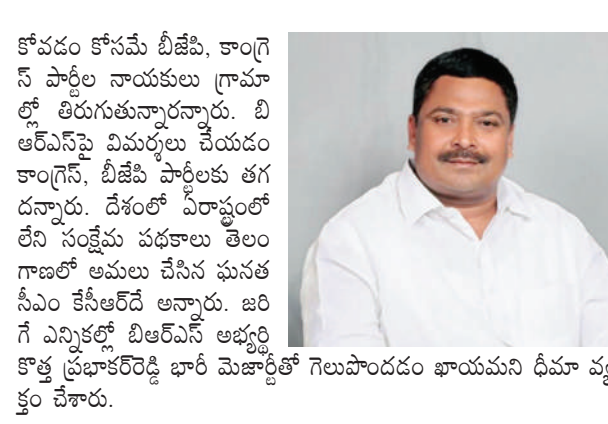 కోవడం కోసమే బీజేపి, కాంగ్రె
స్ పార్టీల నాయకులు గ్రామా
ల్లో తిరుగుతున్నారన్నారు. బి
ఆర్ఎస్‌పై విమర్శలు చేయడం
కాంగ్రెస్, బీజేపి పార్టీలకు తగ
దన్నారు. దేశంలో ఏరాష్ట్రంలో
లేని సంక్షేమ పథకాలు తెలం
గాణలో అమలు చేసిన ఘనత
సీఎం కేసీఆర్‌దే అన్నారు. జరి
గే ఎన్నికల్లో బిఆర్ఎస్ అభ్యర్థి
కొత్త ప్రభాకర్‌రెడ్డి భారీ మెజార్టీతో గెలుపొందడం ఖాయమని ధీమా వ్య
క్తం చేశారు.